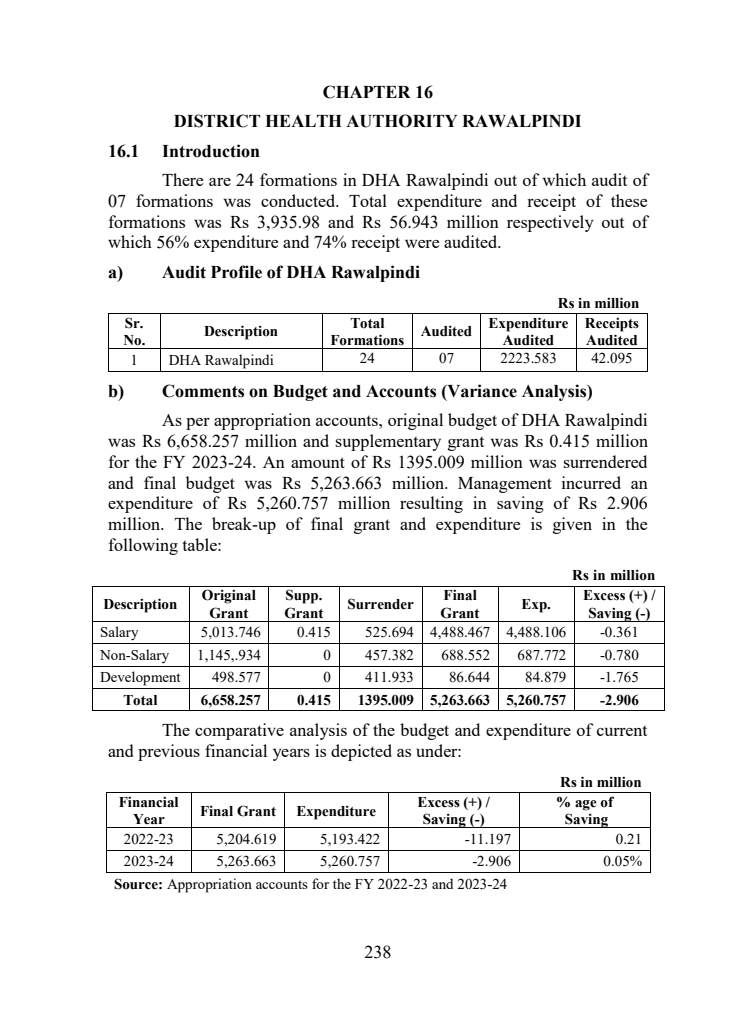 CHAPTER 16
DISTRICT HEALTH AUTHORITY RAWALPINDI
16.1 Introduction
There are 24 formations in DHA Rawalpindi out of which audit of
07 formations was conducted. Total expenditure and receipt of these
formations was Rs 3,935.98 and Rs 56.943 million respectively out of
which 56% expenditure and 74% receipt were audited.
a) Audit Profile of DHA Rawalpindi
Rs in million
Sr. No. Description Total Formations Audited Expenditure Audited Receipts Audited
1 DHA Rawalpindi 24 07 2223.583 42.095
b) Comments on Budget and Accounts (Variance Analysis)
As per appropriation accounts, original budget of DHA Rawalpindi
was Rs 6,658.257 million and supplementary grant was Rs 0.415 million
for the FY 2023-24. An amount of Rs 1395.009 million was surrendered
and final budget was Rs 5,263.663 million. Management incurred an
expenditure of Rs 5,260.757 million resulting in saving of Rs 2.906
million. The break-up of final grant and expenditure is given in the
following table:
Rs in million
Description Original Grant Supp. Grant Surrender Final Grant Exp. Excess (+) / Saving (-)
Salary 5,013.746 0.415 525.694 4,488.467 4,488.106 -0.361
Non-Salary 1,145,.934 0 457.382 688.552 687.772 -0.780
Development 498.577 0 411.933 86.644 84.879 -1.765
Total 6,658.257 0.415 1395.009 5,263.663 5,260.757 -2.906
The comparative analysis of the budget and expenditure of current
and previous financial years is depicted as under:
Rs in million
Financial Year Final Grant Expenditure Excess (+) / Saving (-) % age of Saving
2022-23 5,204.619 5,193.422 -11.197 0.21
2023-24 5,263.663 5,260.757 -2.906 0.05%
Source: Appropriation accounts for the FY 2022-23 and 2023-24
238